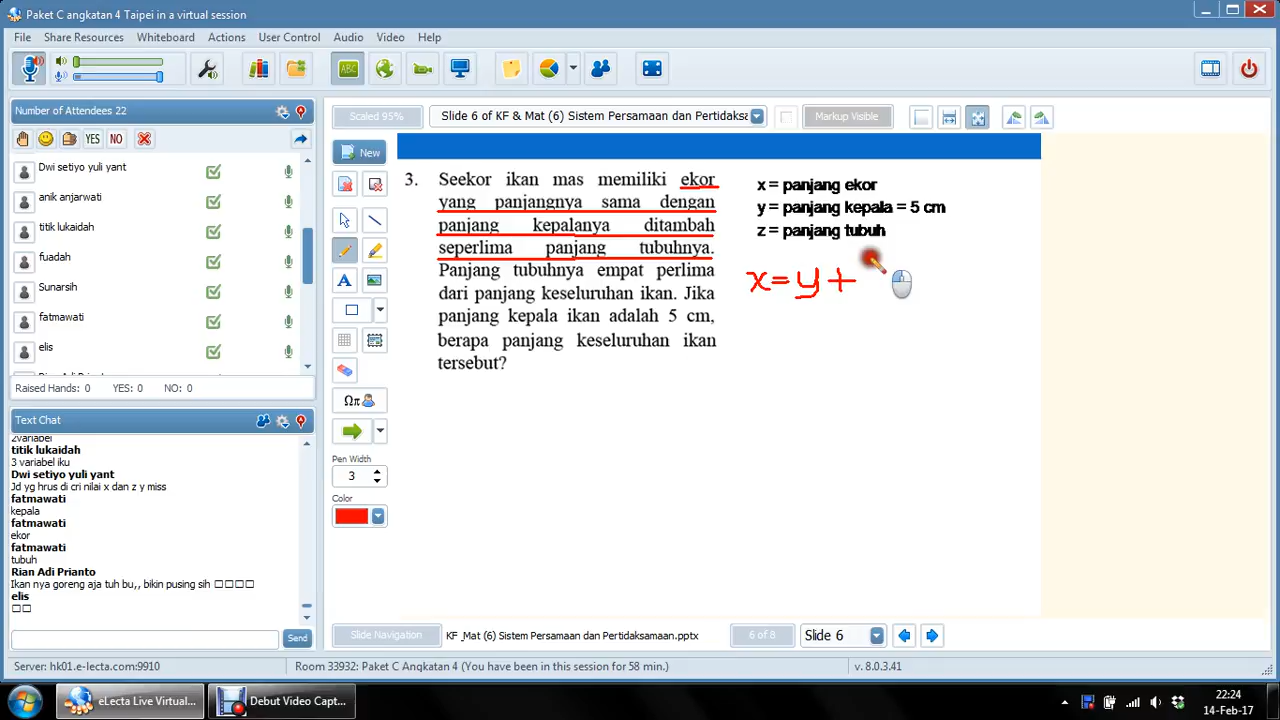 Paket C angkatan 4 Taipei in a virtual session
File Share Resources Whiteboard Actions User Control Audio Video Help
Number of Attendees 22
YES NO
Dwi setiyo yuli yant
anik anjarwati
titik lukaidah
fuadah
Sunarsih
fatmawati
elis
Rian Adi Prianto
Raised Hands: 0 YES: 0 NO: 0
Text Chat
2variabel
titik lukaidah
3 variabel iku
Dwi setiyo yuli yant
Jd yg hrus di cri nilai x dan z y miss
fatmawati
kepala
fatmawati
ekor
fatmawati
tubuh
Rian Adi Prianto
Ikan nya goreng aja tuh bu,, bikin pusing sih □□□□
elis
□□
Send
Scaled 95%
Slide 6 of KF & Mat (6) Sistem Persamaan dan Pertidaksa
Markup Visible
New
ABC
A
Ωπ
Pen Width
3
Color
3. Seekor ikan mas memiliki ekor
yang panjangnya sama dengan
panjang kepalanya ditambah
seperlima panjang tubuhnya.
Panjang tubuhnya empat perlima
dari panjang keseluruhan ikan. Jika
panjang kepala ikan adalah 5 cm,
berapa panjang keseluruhan ikan
tersebut?
x = panjang ekor
y = panjang kepala = 5 cm
z = panjang tubuh
x = y +
Slide Navigation
KF _Mat (6) Sistem Persamaan dan Pertidaksamaan.pptx
6 of 8
Slide 6
Server: hk01.e-lecta.com:9910
Room 33932: Paket C Angkatan 4 (You have been in this session for 58 min.)
v. 8.0.3.41
eLecta Live Virtual...
Debut Video Capt...
22:24
14-Feb-17